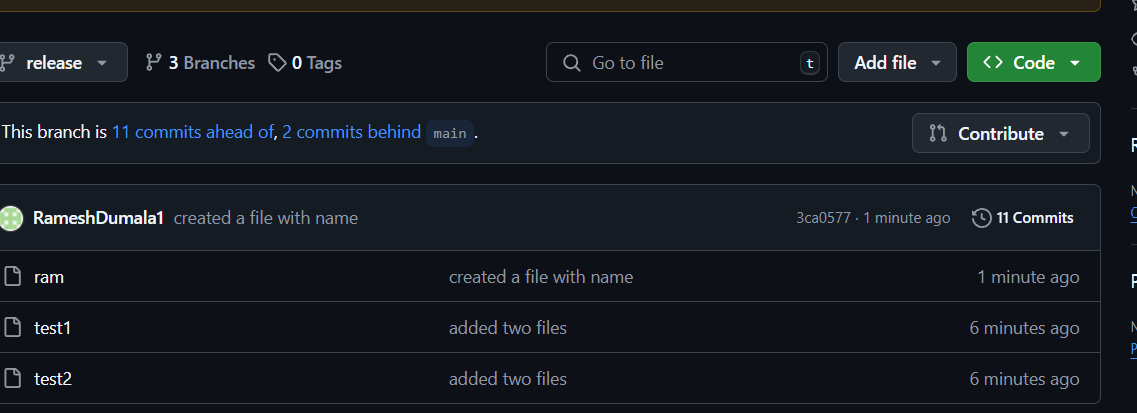 release 3 Branches 0 Tags Go to file t Add file Code
This branch is 11 commits ahead of, 2 commits behind main.
Contribute
RameshDumala1 created a file with name 3ca0577 · 1 minute ago 11 Commits
ram created a file with name 1 minute ago
test1 added two files 6 minutes ago
test2 added two files 6 minutes ago